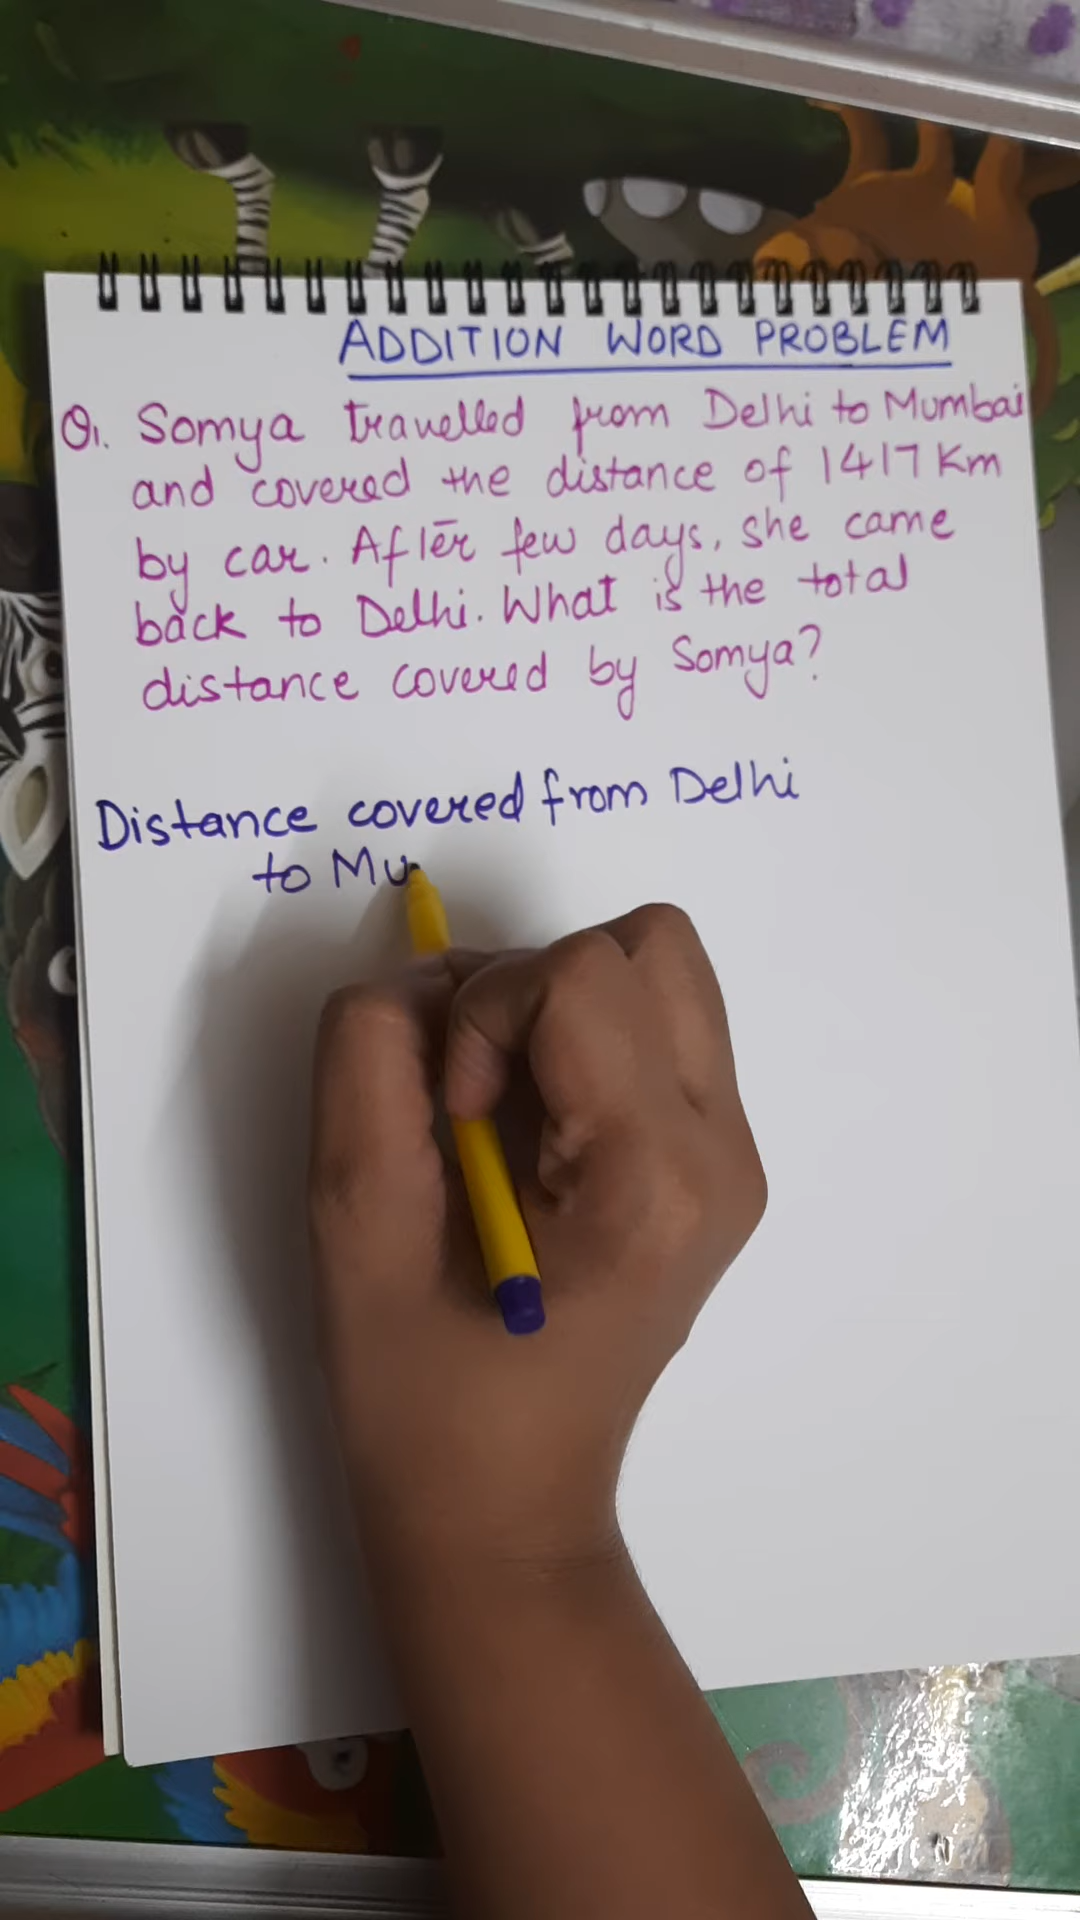 ADDITION WORD PROBLEM
Q1. Somya travelled from Delhi to Mumbai
and covered the distance of 1417 Km
by car. After few days, she came
back to Delhi. What is the total
distance covered by Somya?
Distance covered from Delhi
to Mu